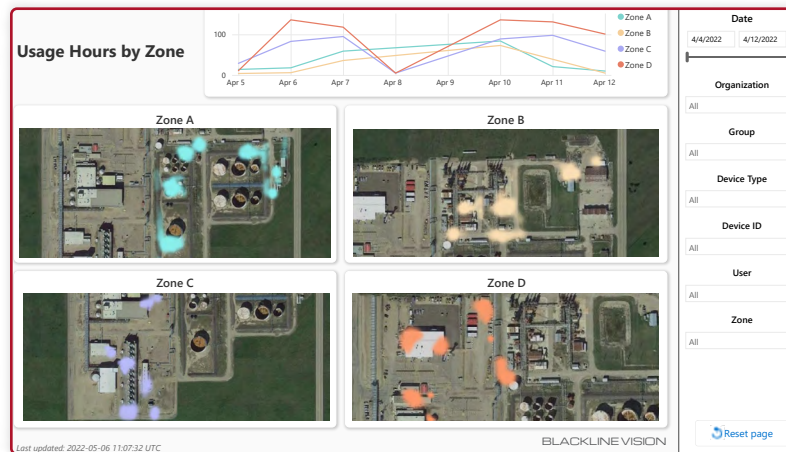 Usage Hours by Zone
100
0
Apr 5
Apr 6
Apr 7
Apr 8
Apr 9
Apr 10
Apr 11
Apr 12
Zone A
Zone B
Zone C
Zone D
Zone A
Zone B
Zone C
Zone D
Last updated: 2022-05-06 11:07:32 UTC
BLACKLINE VISION
Date
4/4/2022
4/12/2022
Organization
All
Group
All
Device Type
All
Device ID
All
User
All
Zone
All
Reset page